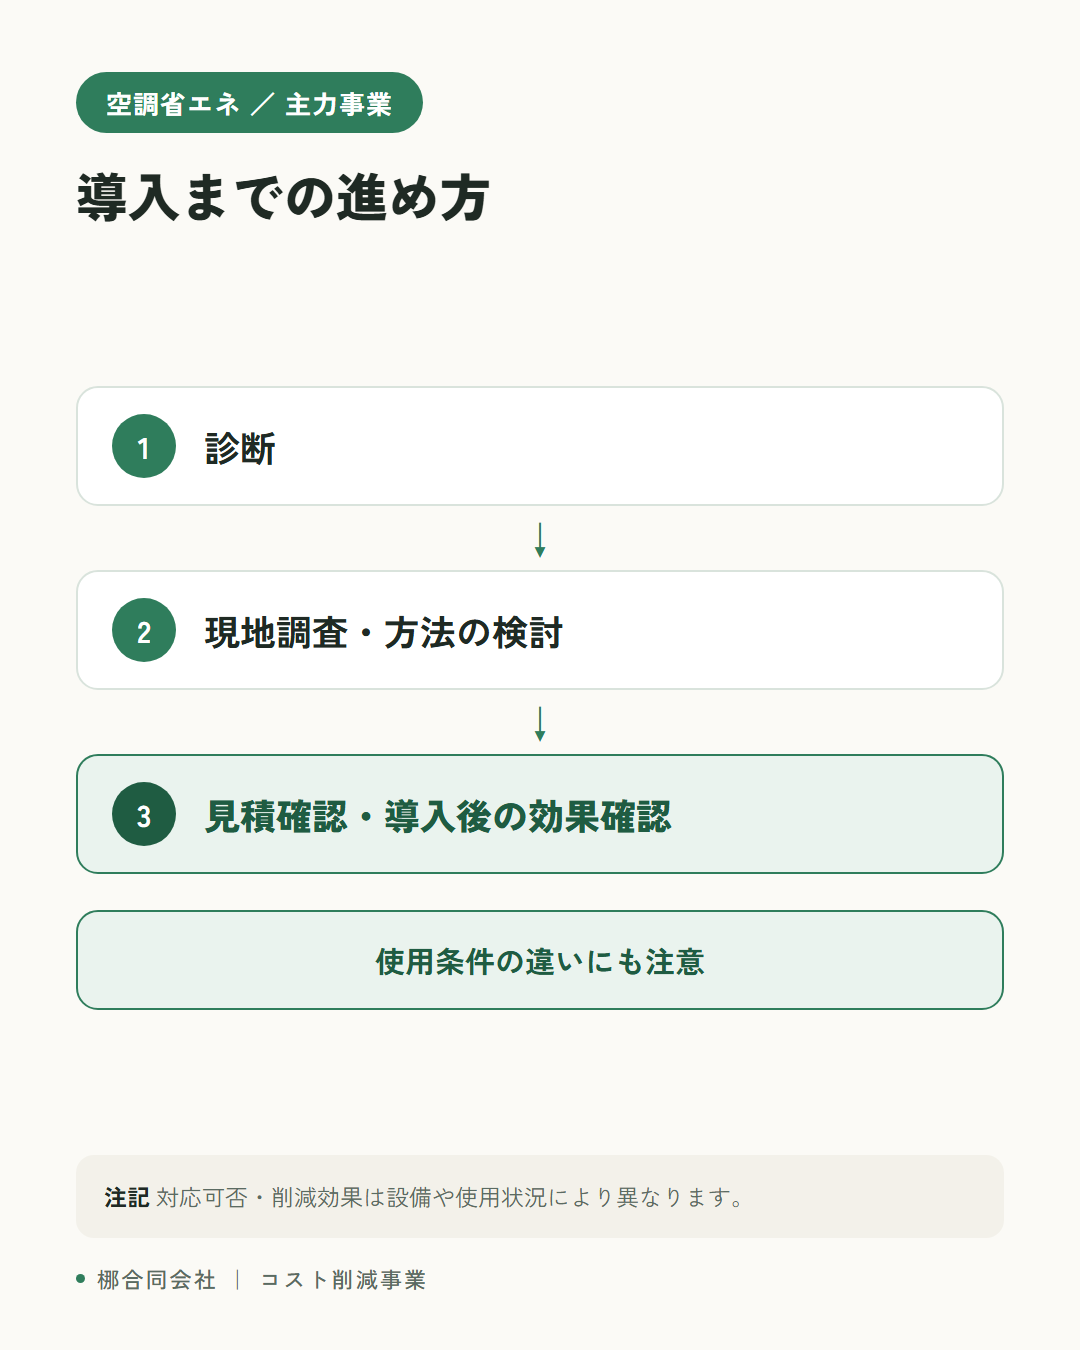 空調省エネ ／ 主力事業
導入までの進め方
1 診断
↓
2 現地調査・方法の検討
↓
3 見積確認・導入後の効果確認
使用条件の違いにも注意
注記 対応可否・削減効果は設備や使用状況により異なります。
梛合同会社 ｜ コスト削減事業